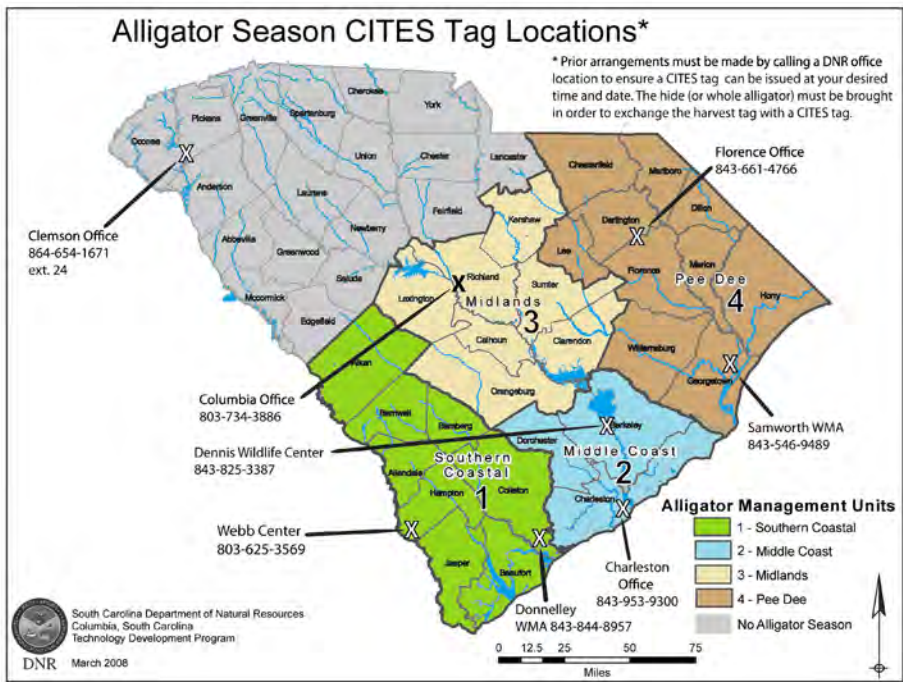 Alligator Season CITES Tag Locations*
* Prior arrangements must be made by calling a DNR office
location to ensure a CITES tag can be issued at your desired
time and date. The hide (or whole alligator) must be brought
in order to exchange the harvest tag with a CITES tag.
Cherokee
York
Greenville
Spartanburg
Pickens
Oconee
X
Union
Chester
Lancaster
Chesterfield
Marlboro
Florence Office
843-661-4766
Anderson
Laurens
Fairfield
Kershaw
Darlington
Dillon
X
Clemson Office
864-654-1671
ext. 24
Abbeville
Newberry
Greenwood
Lee
Marion
Florence
Pee Dee
4
Horry
Saluda
X
Richland
Lexington
Sumter
Midlands
3
Mccormick
Edgefield
Calhoun
Clarendon
Williamsburg
X
Georgetown
Aiken
Orangeburg
Columbia Office
803-734-3886
Samworth WMA
843-546-9489
Barnwell
Bamberg
X
Berkeley
Dorchester
Dennis Wildlife Center
843-825-3387
Middle Coast
2
Southern
Coastal
1
Allendale
Hampton
Colleton
Charleston
X
Alligator Management Units
1 - Southern Coastal
2 - Middle Coast
3 - Midlands
4 - Pee Dee
No Alligator Season
Webb Center
803-625-3569
X
X
Jasper
Beaufort
Charleston
Office
843-953-9300
Donnelley
WMA 843-844-8957
South Carolina Department of Natural Resources
Columbia, South Carolina
Technology Development Program
DNR
March 2008
0 12.5 25 50 75
Miles